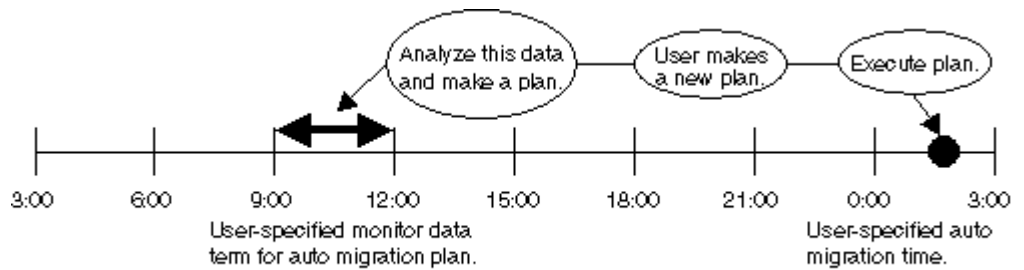 Analyze this data
and make a plan.
User makes
a new plan.
Execute plan.
3:00
6:00
9:00
12:00
15:00
18:00
21:00
0:00
3:00
User-specified monitor data
term for auto migration plan.
User-specified auto
migration time.